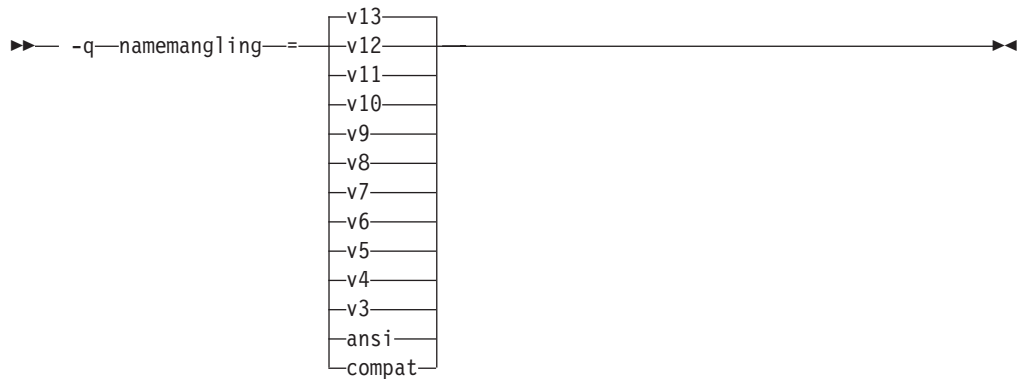 v13
-q namemangling = v12
v11
v10
v9
v8
v7
v6
v5
v4
v3
ansi
compat